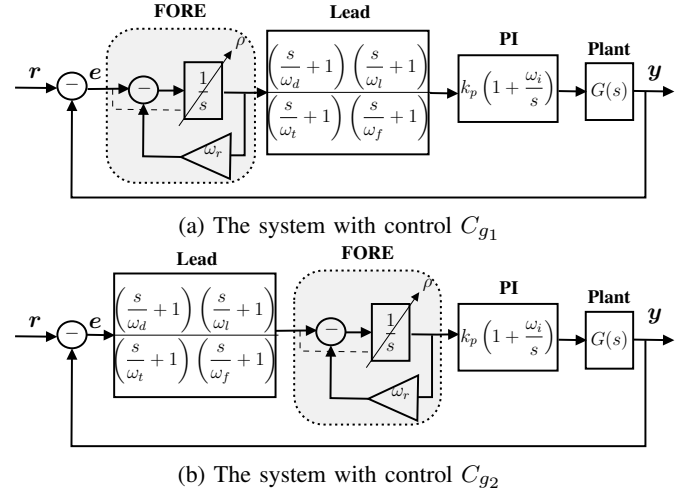 FORE
Lead
PI
Plant
r − e − 1/s ρ ω_r (s/ω_d + 1) (s/ω_l + 1) / (s/ω_t + 1) (s/ω_f + 1) k_p (1 + ω_i/s) G(s) y
(a) The system with control C_{g_1}
Lead
FORE
PI
Plant
r − e (s/ω_d + 1) (s/ω_l + 1) / (s/ω_t + 1) (s/ω_f + 1) − 1/s ρ ω_r k_p (1 + ω_i/s) G(s) y
(b) The system with control C_{g_2}